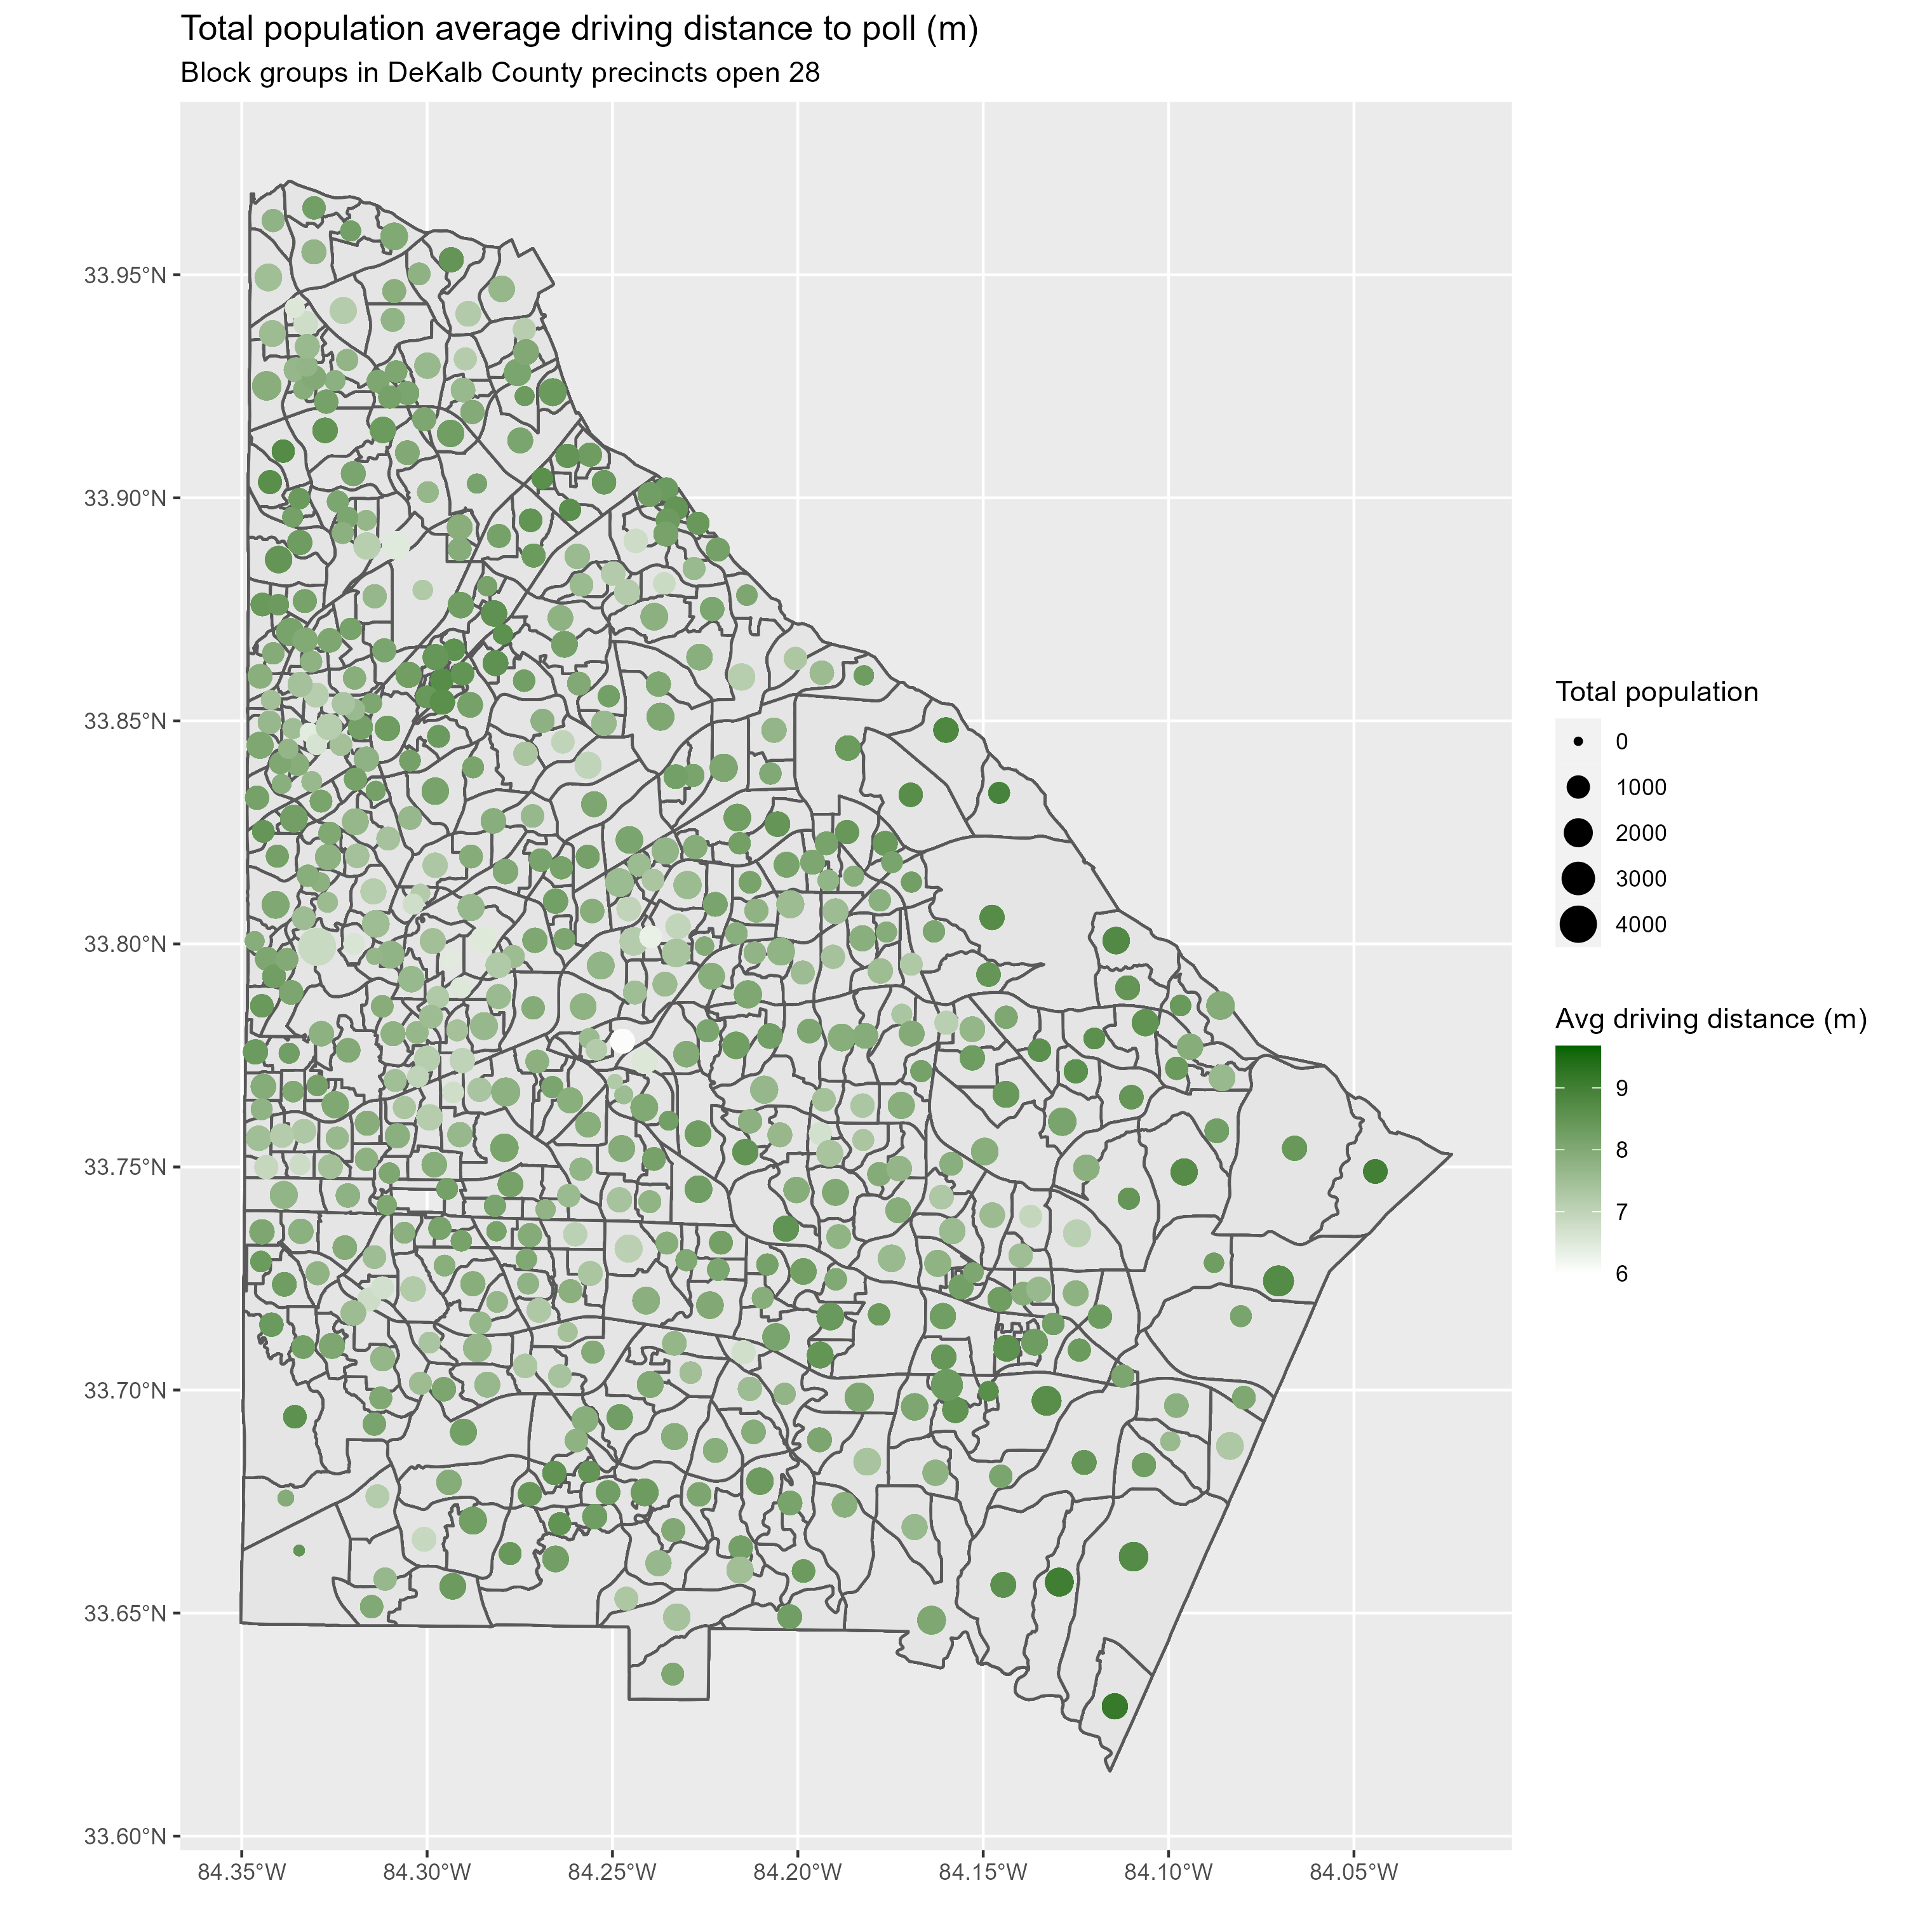 Total population average driving distance to poll (m)
Block groups in DeKalb County precincts open 28
33.95°N
33.90°N
33.85°N
33.80°N
33.75°N
33.70°N
33.65°N
33.60°N
84.35°W
84.30°W
84.25°W
84.20°W
84.15°W
84.10°W
84.05°W
Total population
0
1000
2000
3000
4000
Avg driving distance (m)
9
8
7
6